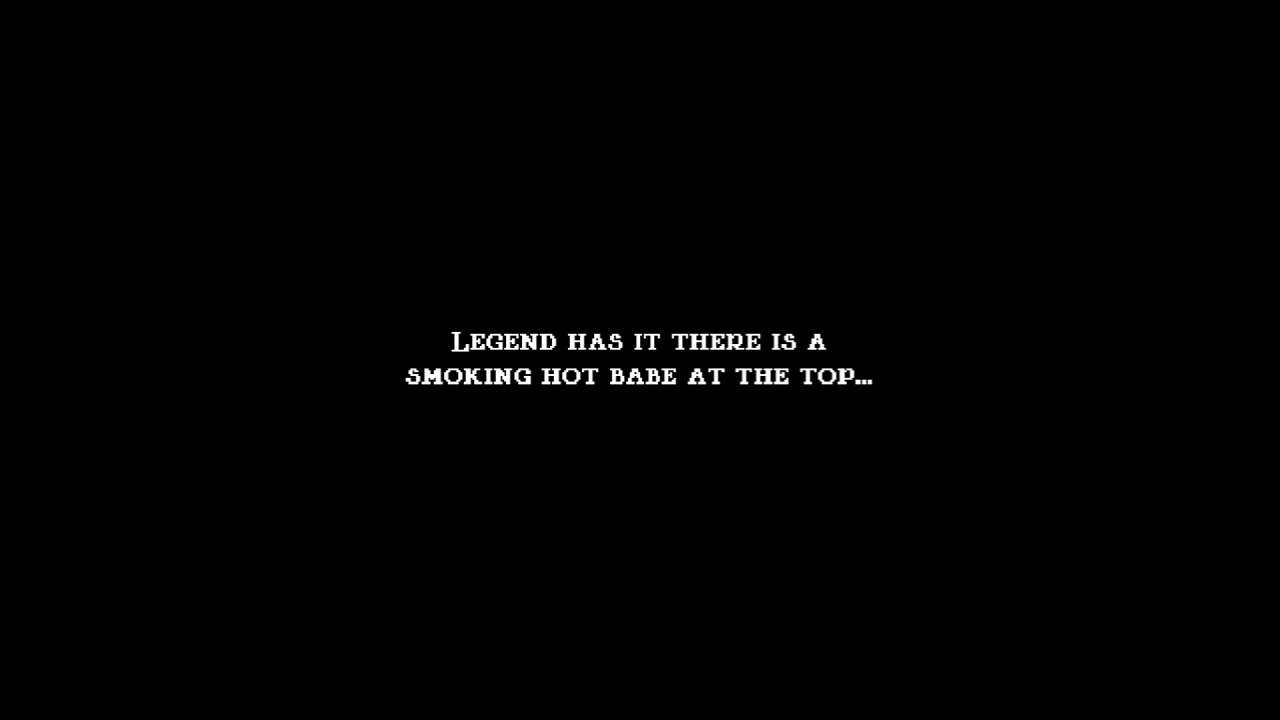 Legend has it there is a
smoking hot babe at the top...